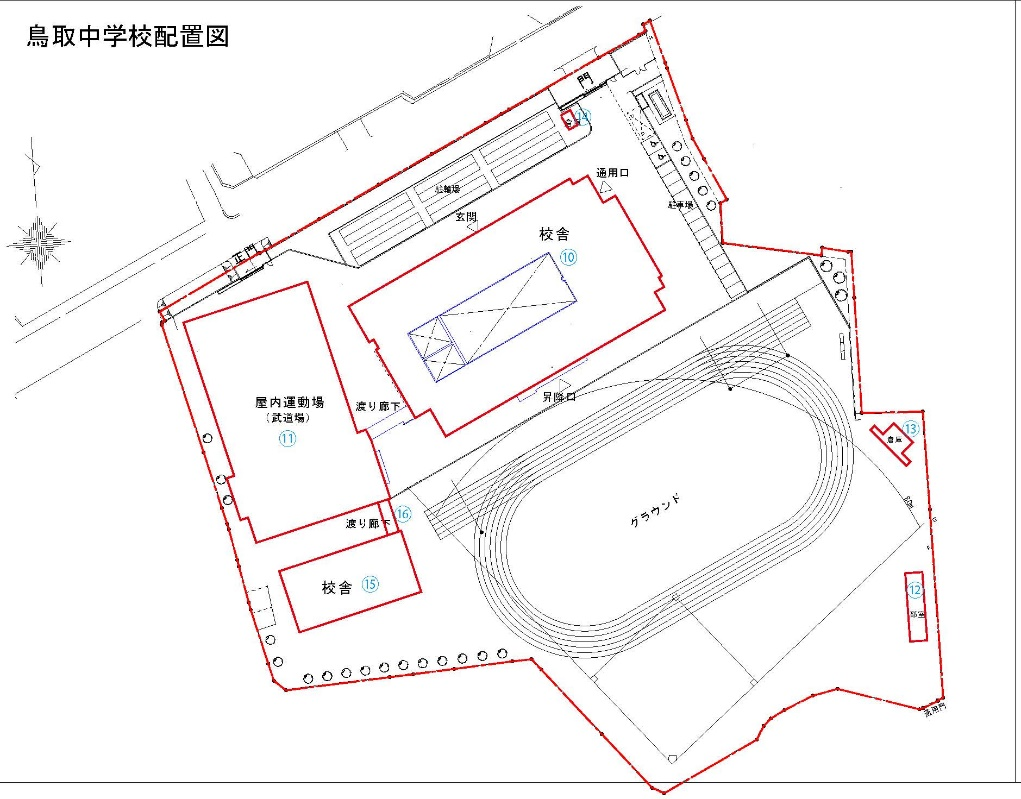 鳥取中学校配置図
門
⑭
通用口
駐輪場
玄関
駐車場
校舎
⑩
正門
屋内運動場
(武道場)
⑪
渡り廊下
昇降口
⑬
倉庫
グラウンド
渡り廊下
⑯
校舎
⑮
⑫
部室
通用門